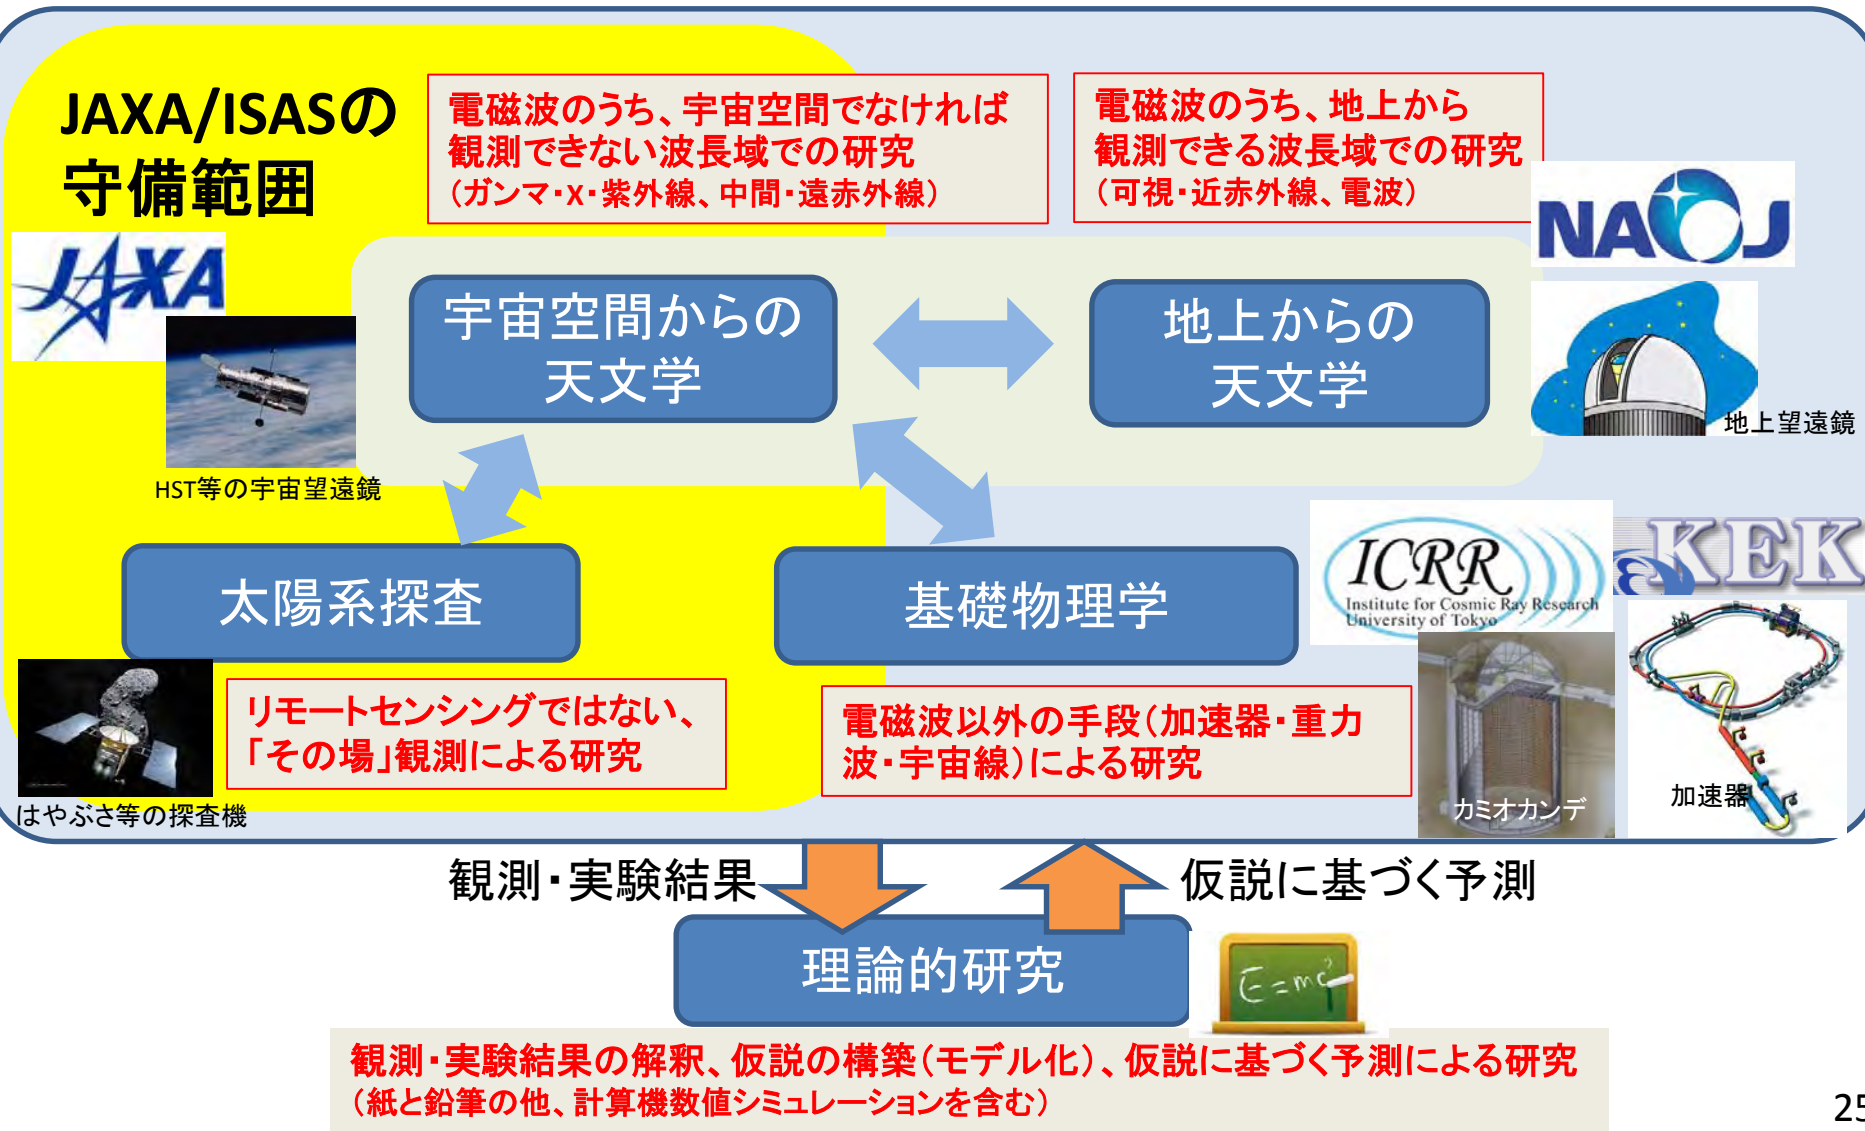 JAXA/ISASの
守備範囲
電磁波のうち、宇宙空間でなければ
観測できない波長域での研究
（ガンマ・X・紫外線、中間・遠赤外線）
電磁波のうち、地上から
観測できる波長域での研究
（可視・近赤外線、電波）
JAXA
NAOJ
宇宙空間からの
天文学
地上からの
天文学
地上望遠鏡
HST等の宇宙望遠鏡
太陽系探査
基礎物理学
ICRR
Institute for Cosmic Ray Research
University of Tokyo
KEK
リモートセンシングではない、
「その場」観測による研究
電磁波以外の手段（加速器・重力
波・宇宙線）による研究
はやぶさ等の探査機
カミオカンデ
加速器
観測・実験結果
仮説に基づく予測
理論的研究
E=mc²
観測・実験結果の解釈、仮説の構築（モデル化）、仮説に基づく予測による研究
（紙と鉛筆の他、計算機数値シミュレーションを含む）
25